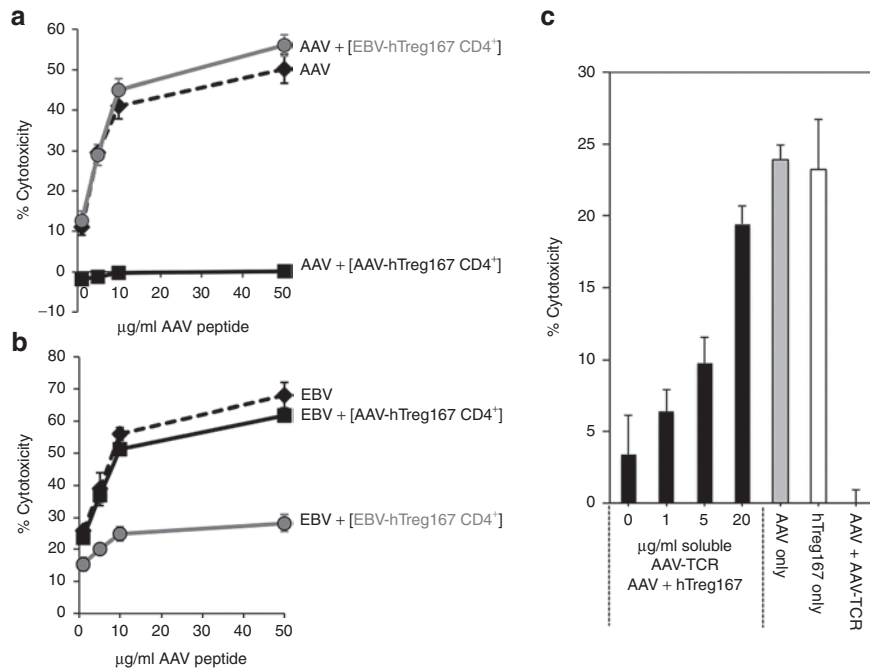 a
60
50
40
30
20
10
0
−10
% Cytotoxicity
0 10 20 30 40 50
μg/ml AAV peptide
AAV + [EBV-hTreg167 CD4+]
AAV
AAV + [AAV-hTreg167 CD4+]
b
80
70
60
50
40
30
20
10
0
% Cytotoxicity
0 10 20 30 40 50
μg/ml AAV peptide
EBV
EBV + [AAV-hTreg167 CD4+]
EBV + [EBV-hTreg167 CD4+]
c
30
25
20
15
10
5
0
% Cytotoxicity
0 1 5 20
μg/ml soluble
AAV-TCR
AAV + hTreg167
AAV only
hTreg167 only
AAV + AAV-TCR